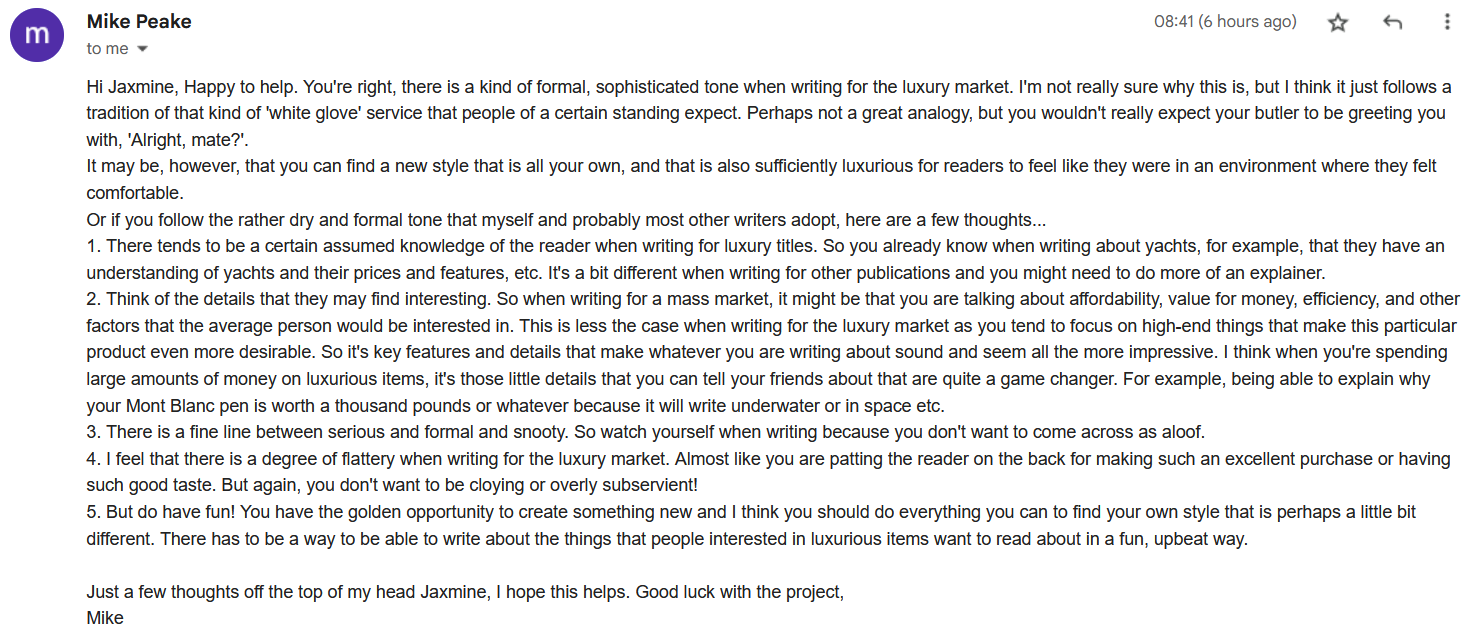 m
Mike Peake
08:41 (6 hours ago)
to me
Hi Jaxmine, Happy to help. You're right, there is a kind of formal, sophisticated tone when writing for the luxury market. I'm not really sure why this is, but I think it just follows a
tradition of that kind of 'white glove' service that people of a certain standing expect. Perhaps not a great analogy, but you wouldn't really expect your butler to be greeting you
with, 'Alright, mate?'.
It may be, however, that you can find a new style that is all your own, and that is also sufficiently luxurious for readers to feel like they were in an environment where they felt
comfortable.
Or if you follow the rather dry and formal tone that myself and probably most other writers adopt, here are a few thoughts...
1. There tends to be a certain assumed knowledge of the reader when writing for luxury titles. So you already know when writing about yachts, for example, that they have an
understanding of yachts and their prices and features, etc. It's a bit different when writing for other publications and you might need to do more of an explainer.
2. Think of the details that they may find interesting. So when writing for a mass market, it might be that you are talking about affordability, value for money, efficiency, and other
factors that the average person would be interested in. This is less the case when writing for the luxury market as you tend to focus on high-end things that make this particular
product even more desirable. So it's key features and details that make whatever you are writing about sound and seem all the more impressive. I think when you're spending
large amounts of money on luxurious items, it's those little details that you can tell your friends about that are quite a game changer. For example, being able to explain why
your Mont Blanc pen is worth a thousand pounds or whatever because it will write underwater or in space etc.
3. There is a fine line between serious and formal and snooty. So watch yourself when writing because you don't want to come across as aloof.
4. I feel that there is a degree of flattery when writing for the luxury market. Almost like you are patting the reader on the back for making such an excellent purchase or having
such good taste. But again, you don't want to be cloying or overly subservient!
5. But do have fun! You have the golden opportunity to create something new and I think you should do everything you can to find your own style that is perhaps a little bit
different. There has to be a way to be able to write about the things that people interested in luxurious items want to read about in a fun, upbeat way.
Just a few thoughts off the top of my head Jaxmine, I hope this helps. Good luck with the project,
Mike